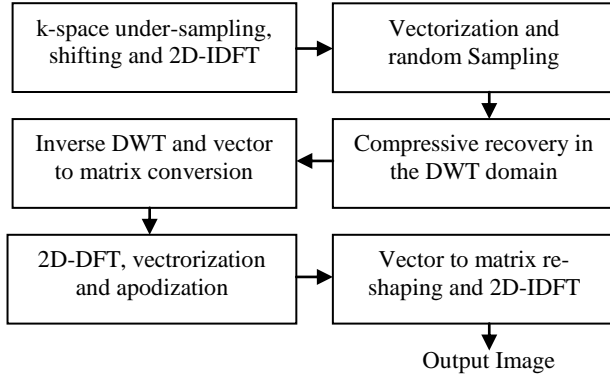 k-space under-sampling,
shifting and 2D-IDFT
Vectorization and
random Sampling
Compressive recovery in
the DWT domain
Inverse DWT and vector
to matrix conversion
2D-DFT, vectrorization
and apodization
Vector to matrix re-
shaping and 2D-IDFT
Output Image